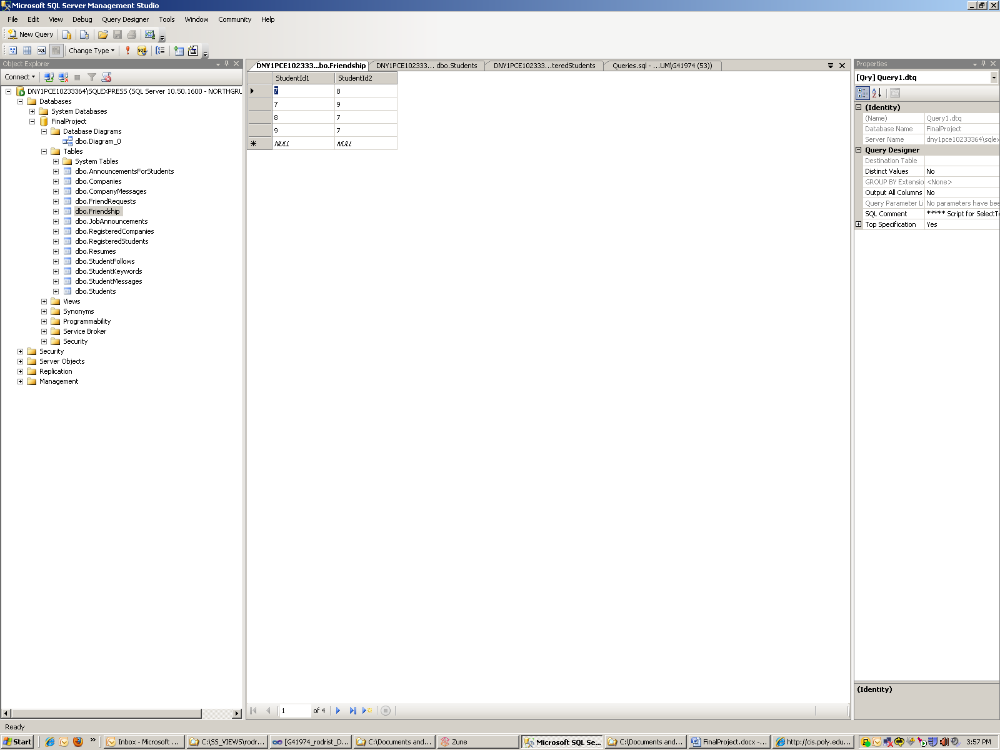 Microsoft SQL Server Management Studio
File Edit View Debug Query Designer Tools Window Community Help
New Query
SQL Change Type SQL
Object Explorer
Connect
DNY1PCE10233364\SQLEXPRESS (SQL Server 10.50.1600 - NORTHGRU
Databases
System Databases
FinalProject
Database Diagrams
dbo.Diagram_0
Tables
System Tables
dbo.AnnouncementsForStudents
dbo.Companies
dbo.CompanyMessages
dbo.FriendRequests
dbo.Friendship
dbo.JobAnnouncements
dbo.RegisteredCompanies
dbo.RegisteredStudents
dbo.Resumes
dbo.StudentFollows
dbo.StudentKeywords
dbo.StudentMessages
dbo.Students
Views
Synonyms
Programmability
Service Broker
Security
Security
Server Objects
Replication
Management
DNY1PCE102333...bo.Friendship DNY1PCE102333... dbo.Students DNY1PCE102333...teredStudents Queries.sql - ...UM\G41974 (53))
StudentId1 StudentId2
7 8
7 9
8 7
9 7
NULL NULL
1 of 4
Properties
[Qry] Query1.dtq
(Identity)
(Name) Query1.dtq
Database Name FinalProject
Server Name dny1pce10233364\sqlex
Query Designer
Destination Table
Distinct Values No
GROUP BY Extensio <None>
Output All Columns No
Query Parameter Li No parameters have bee
SQL Comment ***** Script for SelectTo
Top Specification Yes
(Identity)
Ready
Start Inbox - Microsoft ... C:\SS_VIEWS\rodr... [G41974_rodrist_D... C:\Documents and... Zune Microsoft SQL Se... C:\Documents and... FinalProject.docx -... http://cis.poly.edu... 3:57 PM